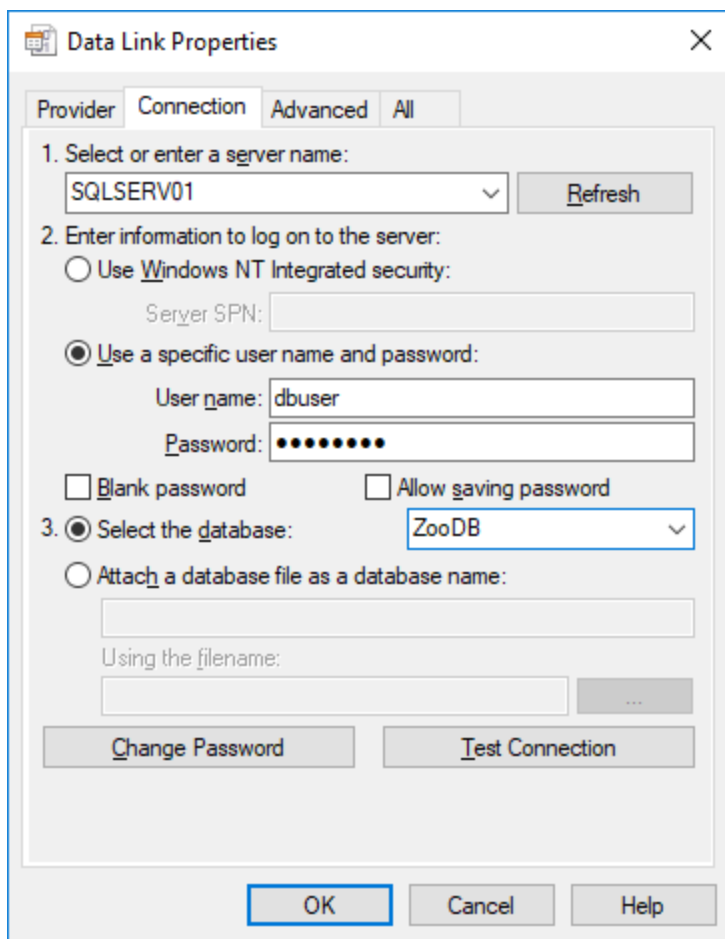 Data Link Properties
Provider Connection Advanced All
1. Select or enter a server name:
SQLSERV01 Refresh
2. Enter information to log on to the server:
Use Windows NT Integrated security:
Server SPN:
Use a specific user name and password:
User name: dbuser
Password: ●●●●●●●●
Blank password Allow saving password
3. Select the database: ZooDB
Attach a database file as a database name:
Using the filename:
...
Change Password Test Connection
OK Cancel Help